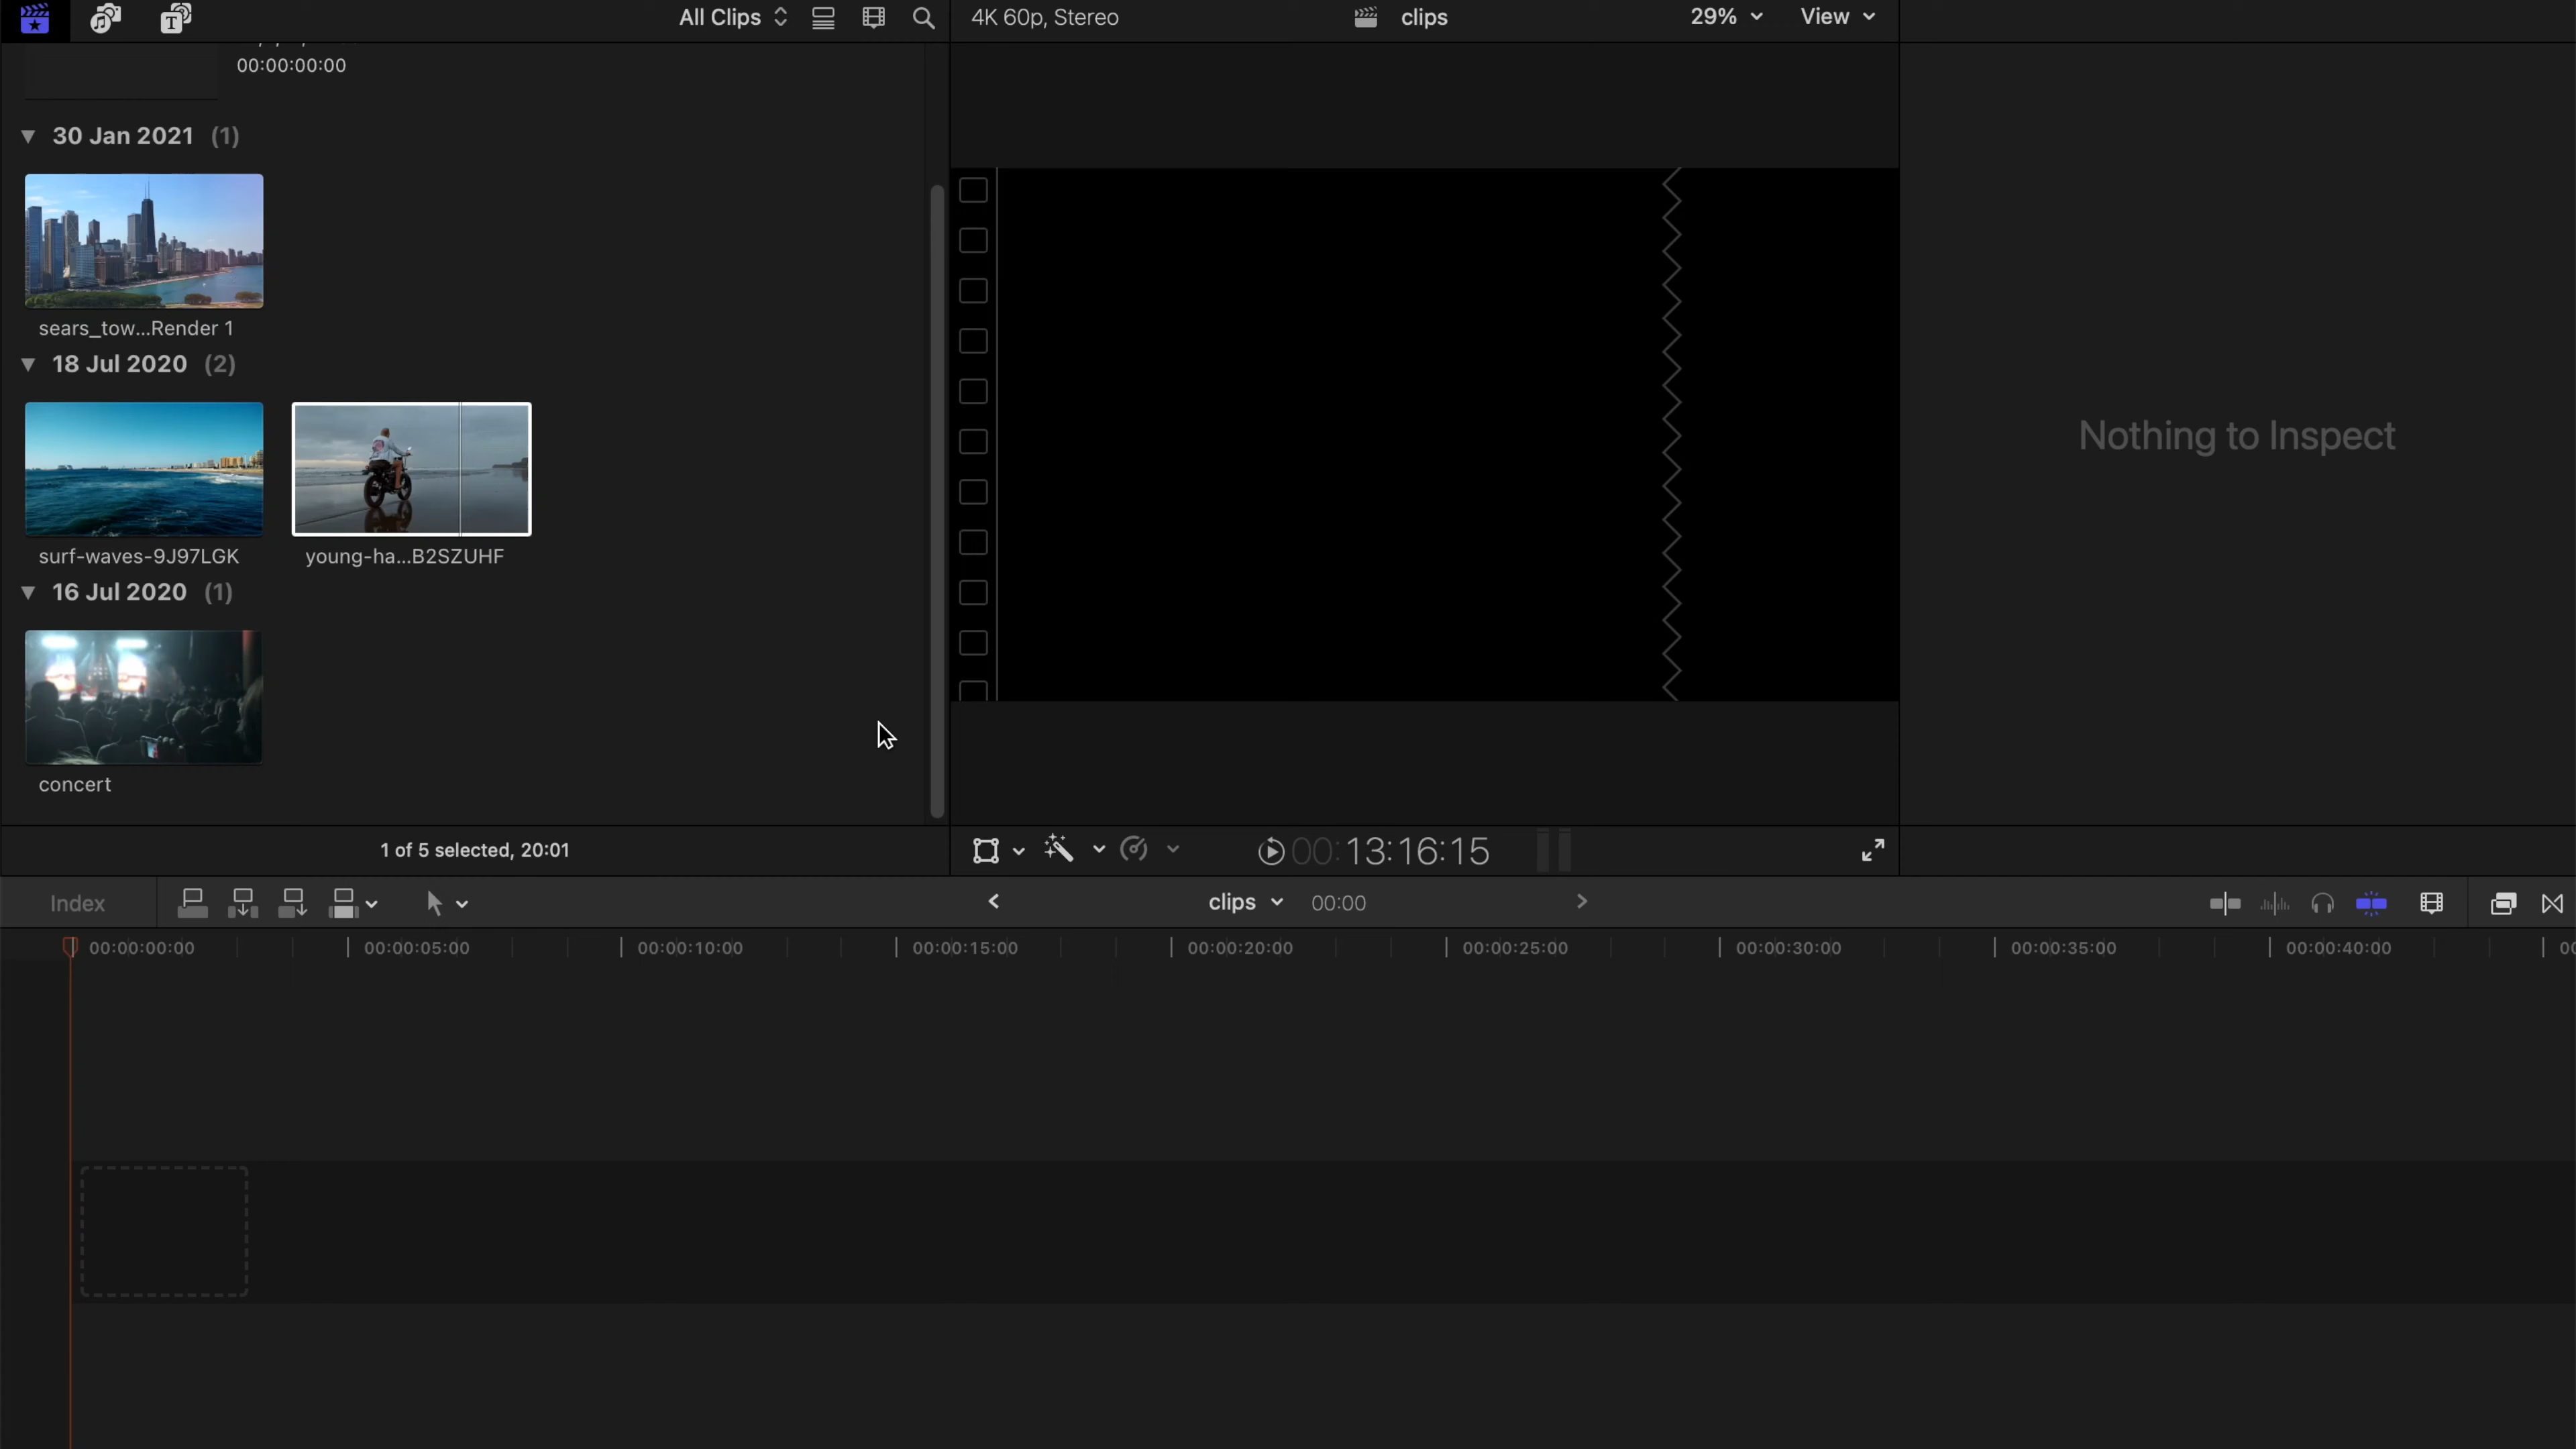 All Clips
4K 60p, Stereo
clips
29%
View
00:00:00:00
30 Jan 2021 (1)
sears_tow...Render 1
18 Jul 2020 (2)
surf-waves-9J97LGK
young-ha...B2SZUHF
16 Jul 2020 (1)
concert
Nothing to Inspect
1 of 5 selected, 20:01
00:13:16:15
Index
clips
00:00
00:00:00:00
00:00:05:00
00:00:10:00
00:00:15:00
00:00:20:00
00:00:25:00
00:00:30:00
00:00:35:00
00:00:40:00